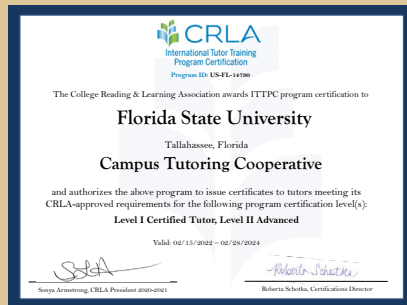 CRLA
International Tutor Training
Program Certification
Program ID: US-FL-14700
The College Reading & Learning Association awards ITTPC program certification to
Florida State University
Tallahassee, Florida
Campus Tutoring Cooperative
and authorizes the above program to issue certificates to tutors meeting its
CRLA-approved requirements for the following program certification level(s):
Level I Certified Tutor, Level II Advanced
Valid: 02/15/2022 – 02/28/2024
Roberta Schotka
Sonya Armstrong, CRLA President 2020-2021
Roberta Schotka, Certifications Director